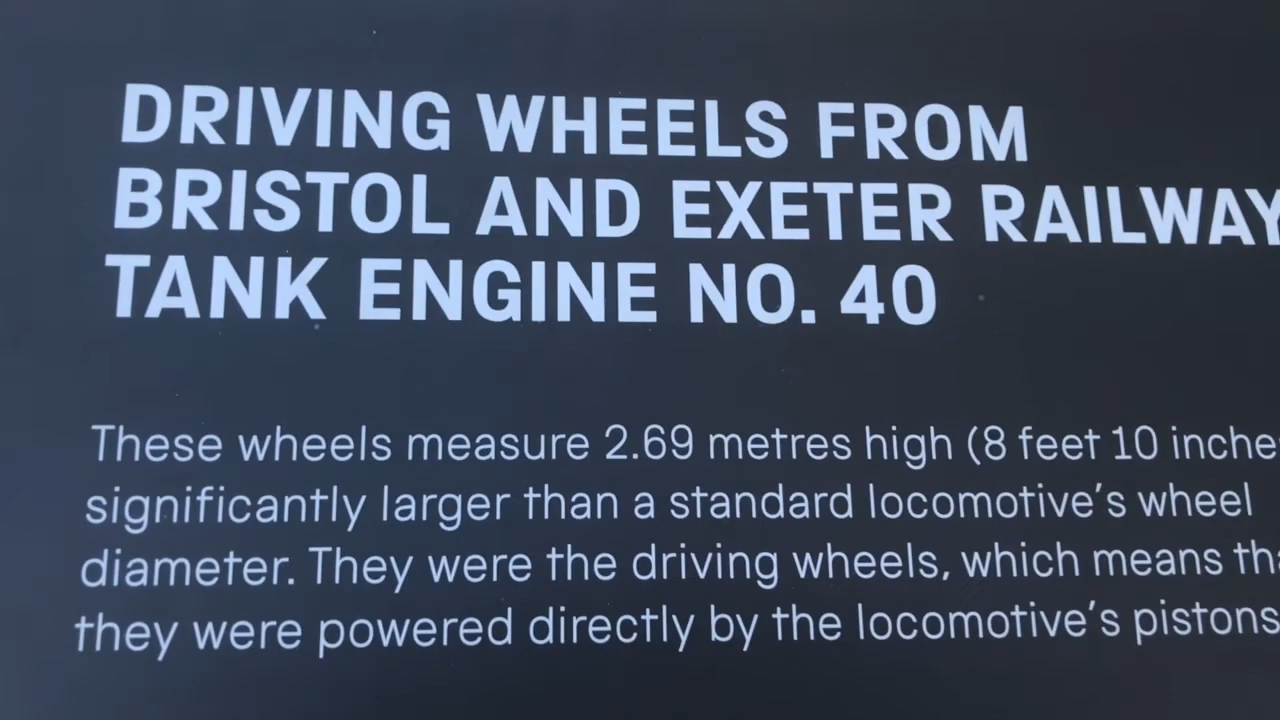 DRIVING WHEELS FROM
BRISTOL AND EXETER RAILWAY
TANK ENGINE NO. 40
These wheels measure 2.69 metres high (8 feet 10 inche
significantly larger than a standard locomotive's wheel
diameter. They were the driving wheels, which means tha
they were powered directly by the locomotive's pistons